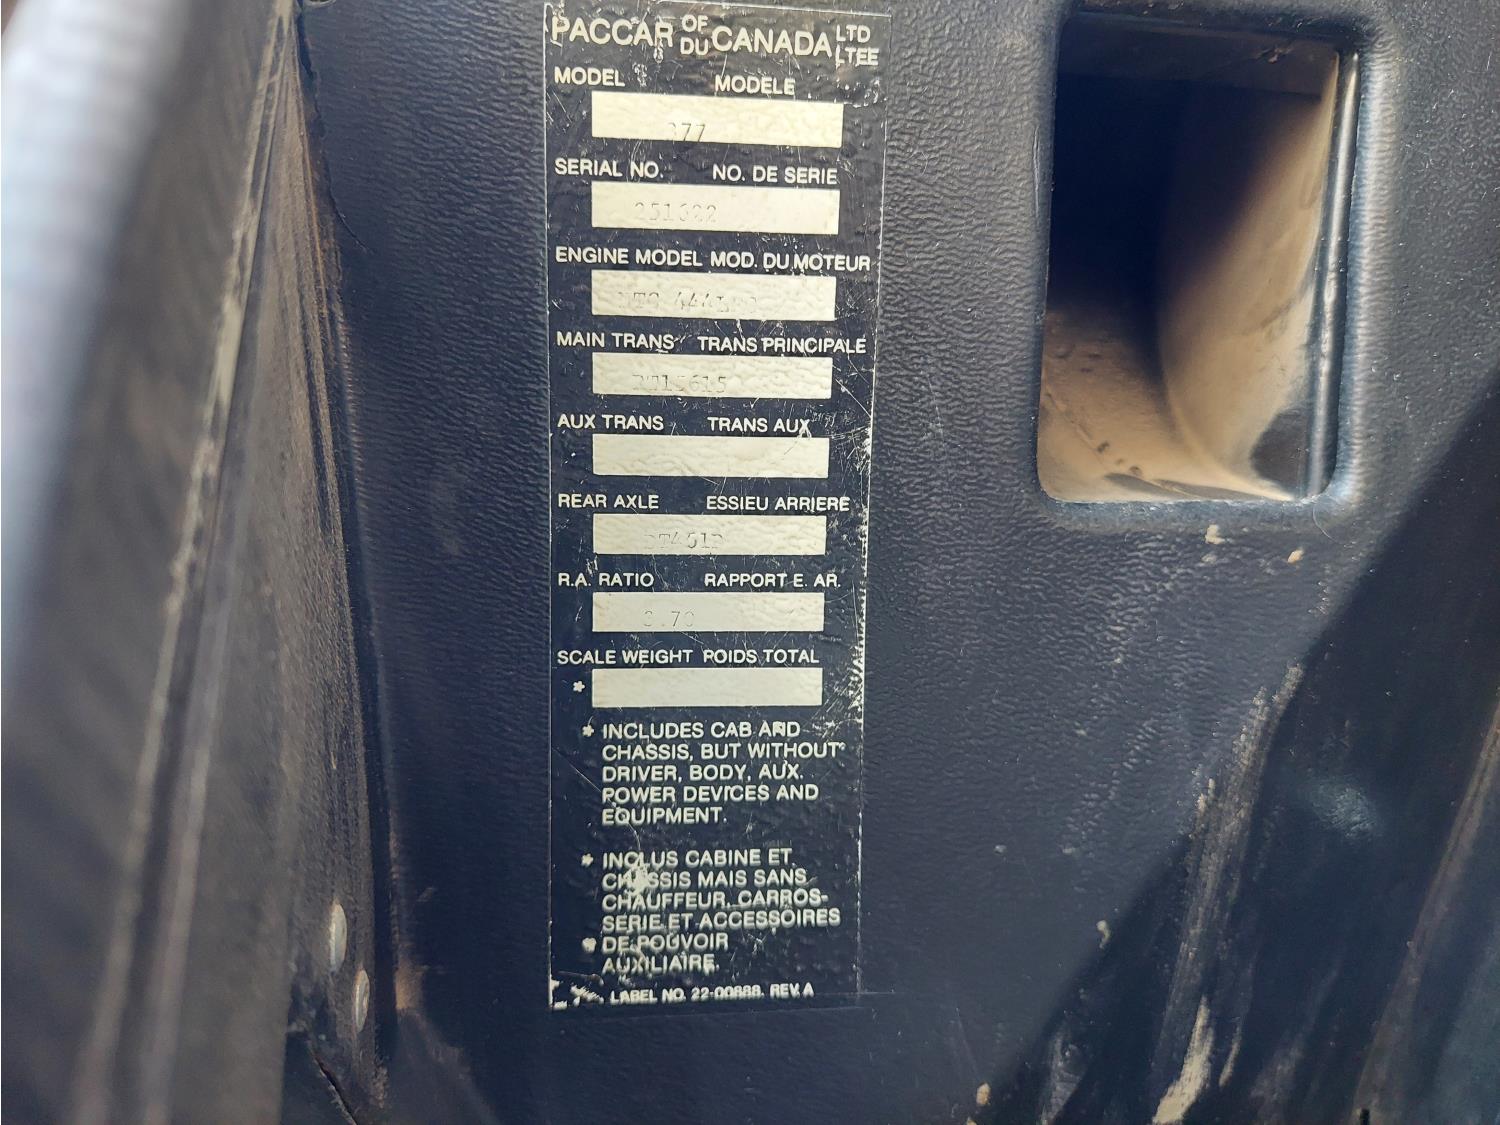 PACCAR OF DU CANADA LTD LTEE
MODEL MODELE
377
SERIAL NO. NO. DE SERIE
251622
ENGINE MODEL MOD. DU MOTEUR
MAIN TRANS TRANS PRINCIPALE
AUX TRANS TRANS AUX
REAR AXLE ESSIEU ARRIERE
R.A. RATIO RAPPORT E. AR.
3.70
SCALE WEIGHT POIDS TOTAL
*
* INCLUDES CAB AND
CHASSIS, BUT WITHOUT
DRIVER, BODY, AUX.
POWER DEVICES AND
EQUIPMENT.
* INCLUS CABINE ET
CHASSIS MAIS SANS
CHAUFFEUR, CARROS-
SERIE ET ACCESSOIRES
DE POUVOIR
AUXILIAIRE.
LABEL NO. 22-00888 REV. A